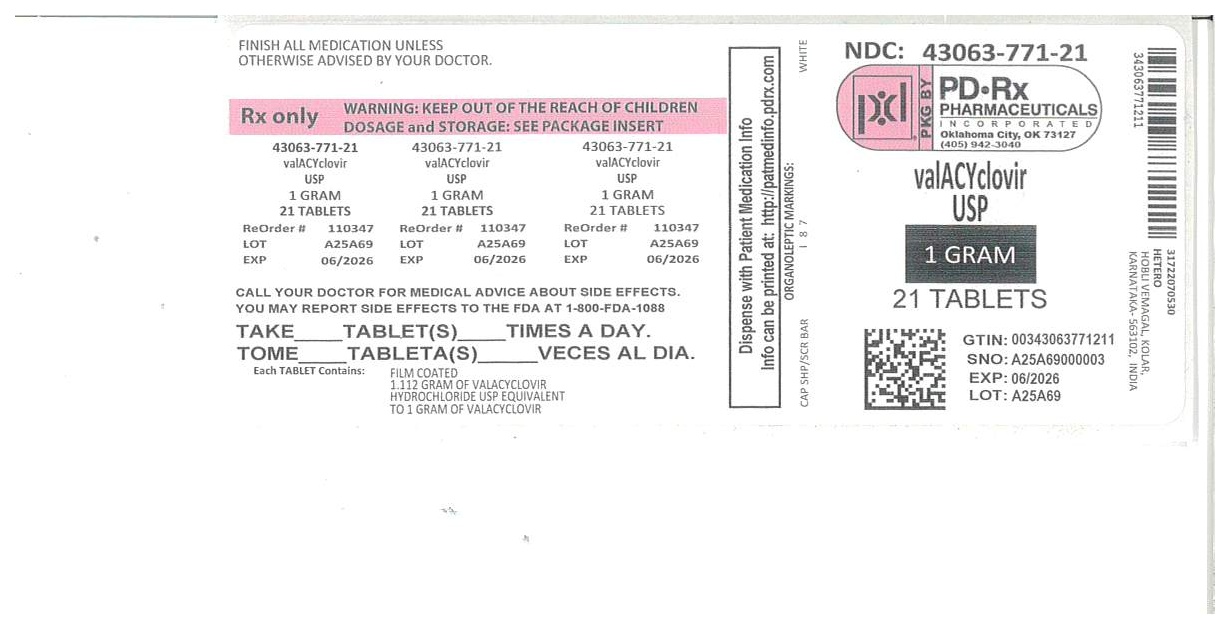 FINISH ALL MEDICATION UNLESS
OTHERWISE ADVISED BY YOUR DOCTOR.
Rx only
WARNING: KEEP OUT OF THE REACH OF CHILDREN
DOSAGE and STORAGE: SEE PACKAGE INSERT
43063-771-21 43063-771-21 43063-771-21
valACYclovir valACYclovir valACYclovir
USP USP USP
1 GRAM 1 GRAM 1 GRAM
21 TABLETS 21 TABLETS 21 TABLETS
ReOrder # 110347 ReOrder # 110347 ReOrder # 110347
LOT A25A69 LOT A25A69 LOT A25A69
EXP 06/2026 EXP 06/2026 EXP 06/2026
CALL YOUR DOCTOR FOR MEDICAL ADVICE ABOUT SIDE EFFECTS.
YOU MAY REPORT SIDE EFFECTS TO THE FDA AT 1-800-FDA-1088
TAKE____TABLET(S)____TIMES A DAY.
TOME____TABLETA(S)_____VECES AL DIA.
Each TABLET Contains: FILM COATED
1.112 GRAM OF VALACYCLOVIR
HYDROCHLORIDE USP EQUIVALENT
TO 1 GRAM OF VALACYCLOVIR
Dispense with Patient Medication Info
Info can be printed at: http://patmedinfo.pdrx.com
ORGANOLEPTIC MARKINGS:
CAP SHP/SCR BAR I 87 WHITE
NDC: 43063-771-21
PKG BY
PD•Rx
PHARMACEUTICALS
INCORPORATED
Oklahoma City, OK 73127
(405) 942-3040
valACYclovir
USP
1 GRAM
21 TABLETS
GTIN: 00343063771211
SNO: A25A69000003
EXP: 06/2026
LOT: A25A69
343063771211
31722070530
HETERO
HOBLI VEMAGAL, KOLAR,
KARNATAKA- 563102, INDIA